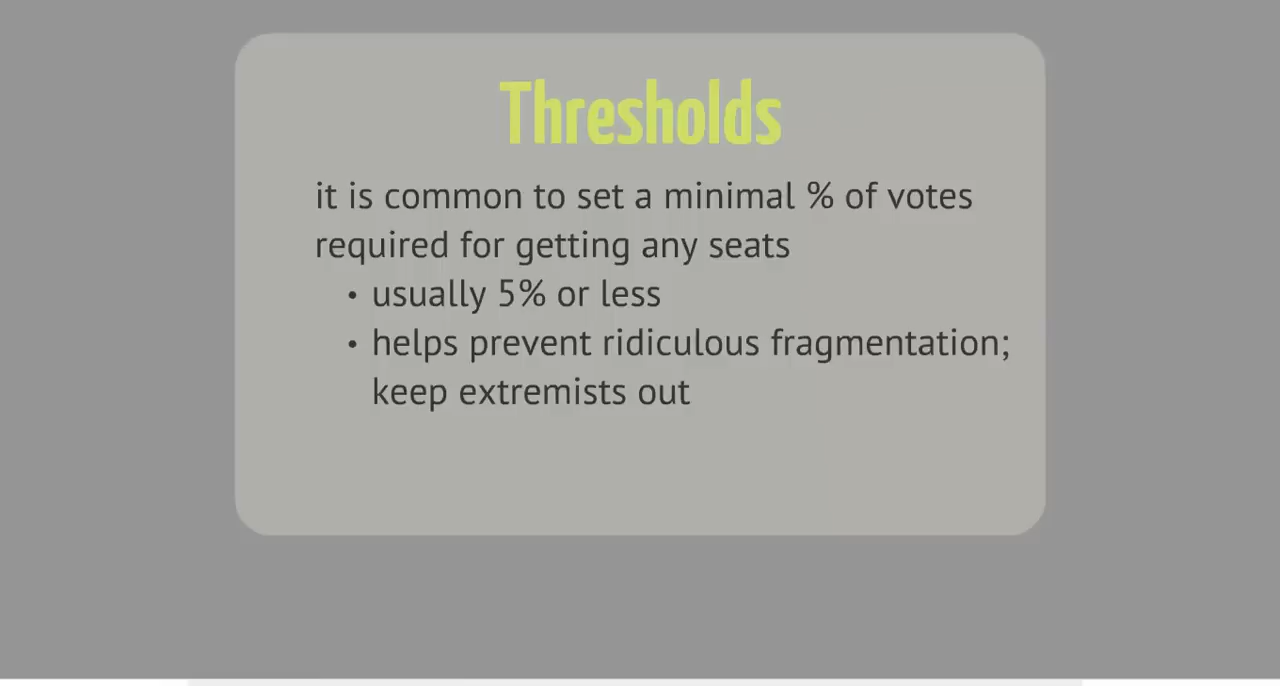 Thresholds
it is common to set a minimal % of votes
required for getting any seats
• usually 5% or less
• helps prevent ridiculous fragmentation;
keep extremists out